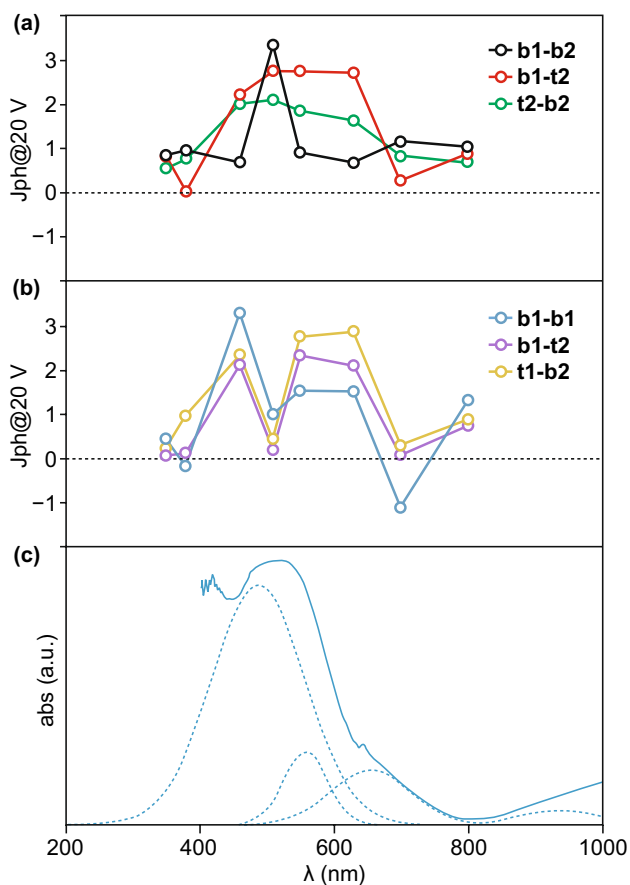 (a)
b1-b2
b1-t2
t2-b2
3
2
1
0
−1
Jph@20 V
(b)
b1-b1
b1-t2
t1-b2
3
2
1
0
−1
Jph@20 V
(c)
abs (a.u.)
200 400 600 800 1000
λ (nm)